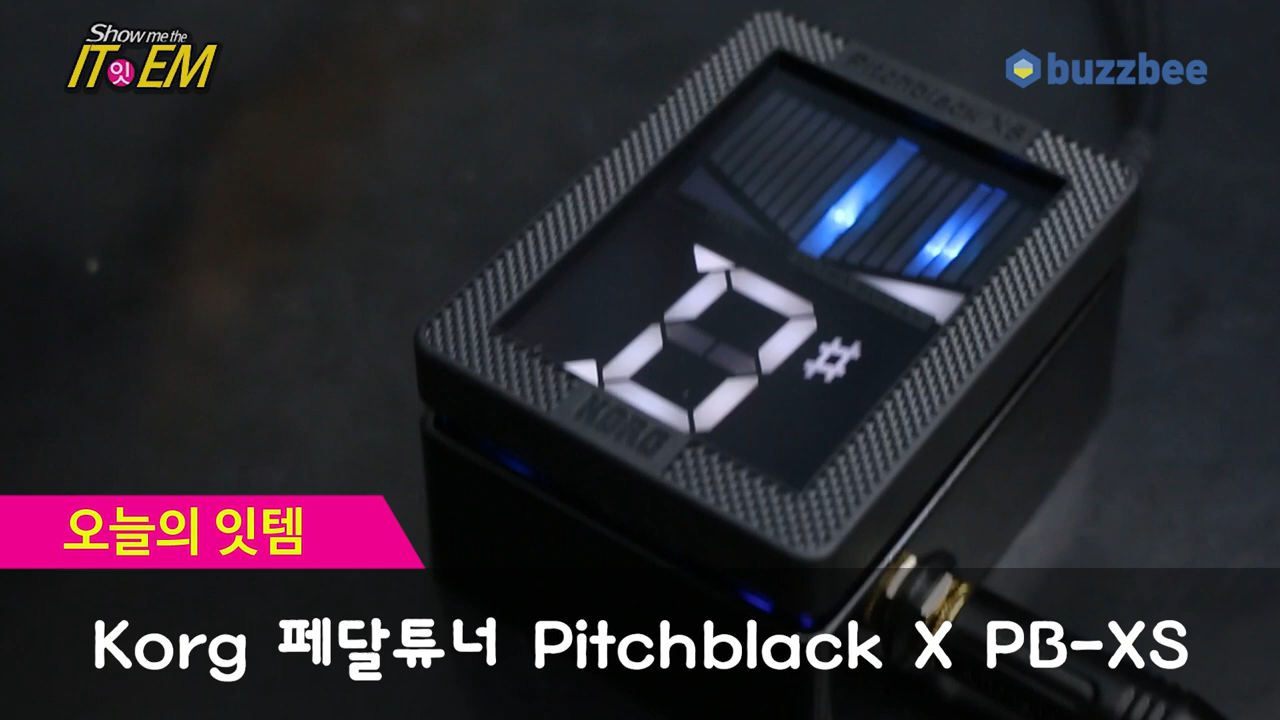 Show me the
IT잇EM
buzzbee
Pitchblack XS
#
KORG
오늘의 잇템
Korg 페달튜너 Pitchblack X PB-XS